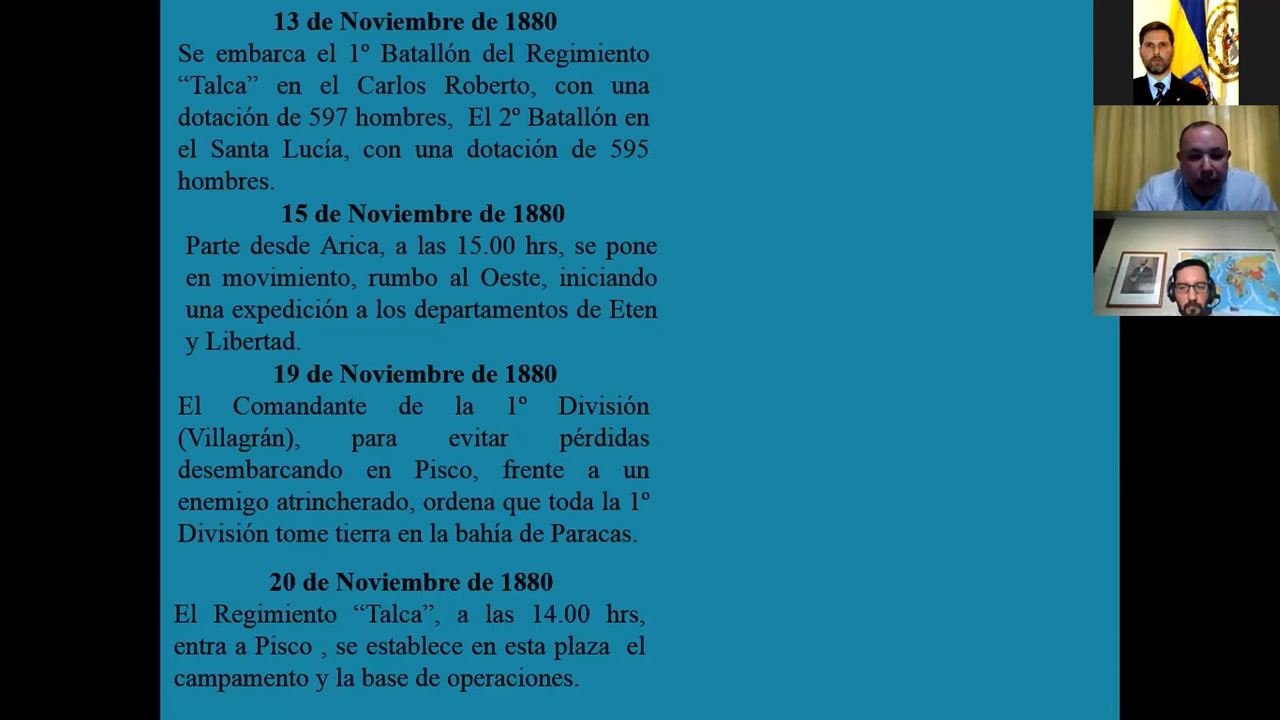 13 de Noviembre de 1880
Se embarca el 1º Batallón del Regimiento
“Talca” en el Carlos Roberto, con una
dotación de 597 hombres, El 2º Batallón en
el Santa Lucía, con una dotación de 595
hombres.
15 de Noviembre de 1880
Parte desde Arica, a las 15.00 hrs, se pone
en movimiento, rumbo al Oeste, iniciando
una expedición a los departamentos de Eten
y Libertad.
19 de Noviembre de 1880
El Comandante de la 1º División
(Villagrán), para evitar pérdidas
desembarcando en Pisco, frente a un
enemigo atrincherado, ordena que toda la 1º
División tome tierra en la bahía de Paracas.
20 de Noviembre de 1880
El Regimiento “Talca”, a las 14.00 hrs,
entra a Pisco , se establece en esta plaza el
campamento y la base de operaciones.